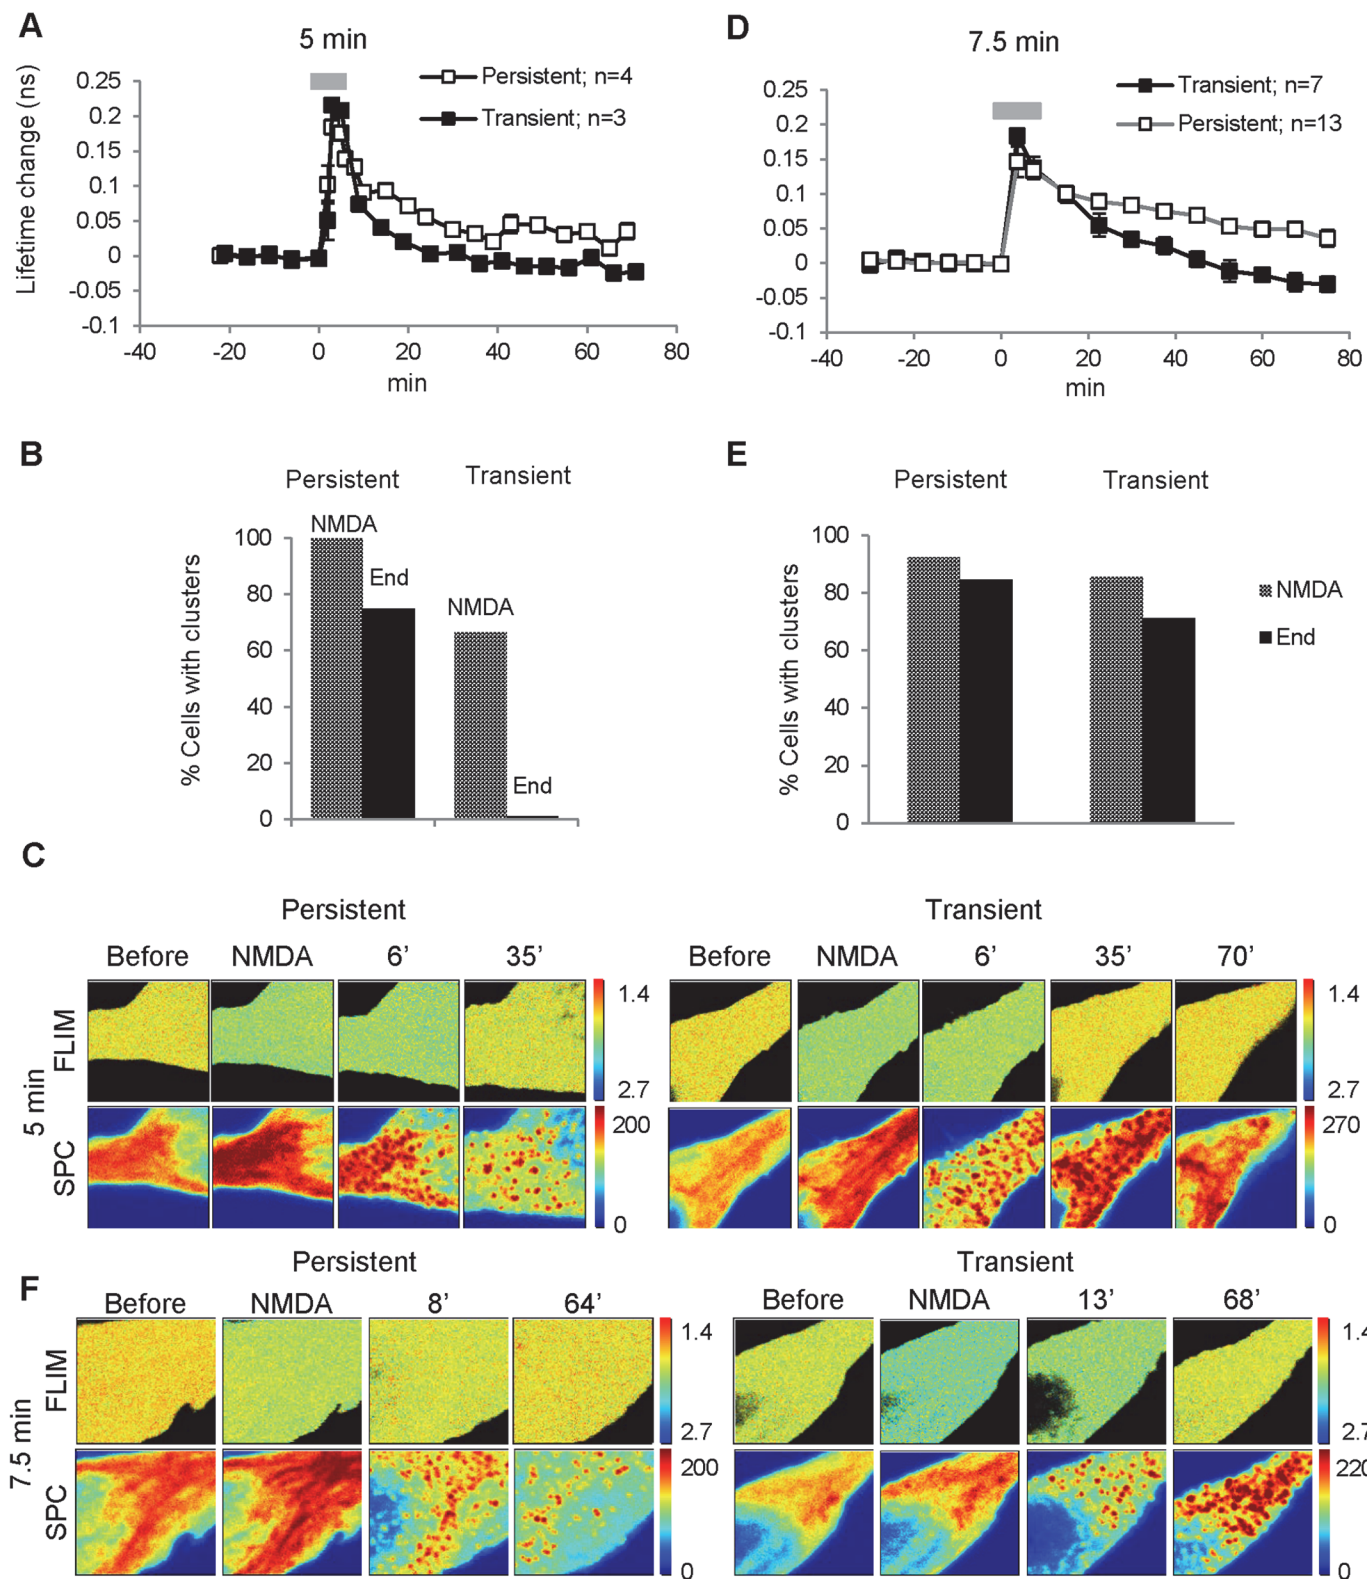 A
5 min
Lifetime change (ns)
0.25
0.2
0.15
0.1
0.05
0
-0.05
-0.1
-40 -20 0 20 40 60 80
min
Persistent; n=4
Transient; n=3
D
7.5 min
0.25
0.2
0.15
0.1
0.05
0
-0.05
-0.1
-40 -20 0 20 40 60 80
min
Transient; n=7
Persistent; n=13
B
Persistent Transient
% Cells with clusters
100
80
60
40
20
0
NMDA
End
NMDA
End
E
Persistent Transient
% Cells with clusters
100
80
60
40
20
0
NMDA
End
C
Persistent Transient
Before NMDA 6’ 35’
Before NMDA 6’ 35’ 70’
5 min
FLIM
1.4
2.7
1.4
2.7
SPC
200
0
270
0
F
Persistent Transient
Before NMDA 8’ 64’
Before NMDA 13’ 68’
7.5 min
FLIM
1.4
2.7
1.4
2.7
SPC
200
0
220
0